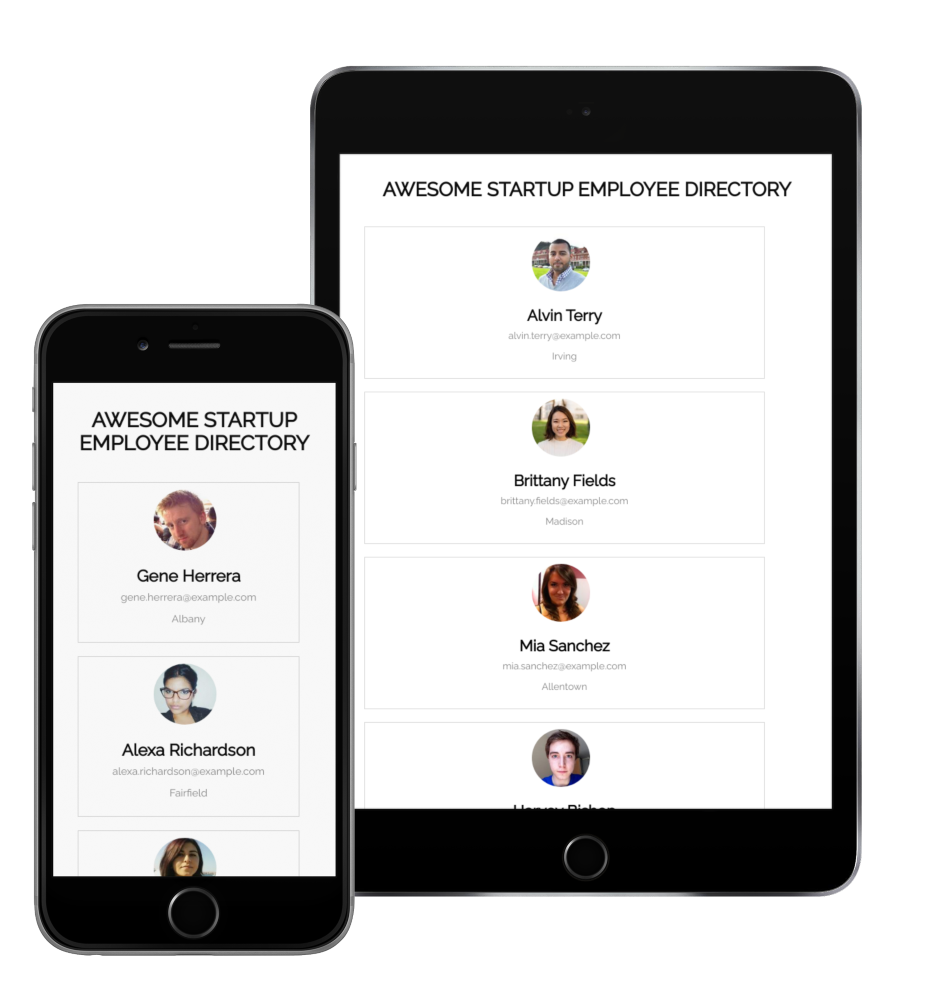 AWESOME STARTUP EMPLOYEE DIRECTORY
Alvin Terry
alvin.terry@example.com
Irving
Brittany Fields
brittany.fields@example.com
Madison
Mia Sanchez
mia.sanchez@example.com
Allentown
AWESOME STARTUP
EMPLOYEE DIRECTORY
Gene Herrera
gene.herrera@example.com
Albany
Alexa Richardson
alexa.richardson@example.com
Fairfield